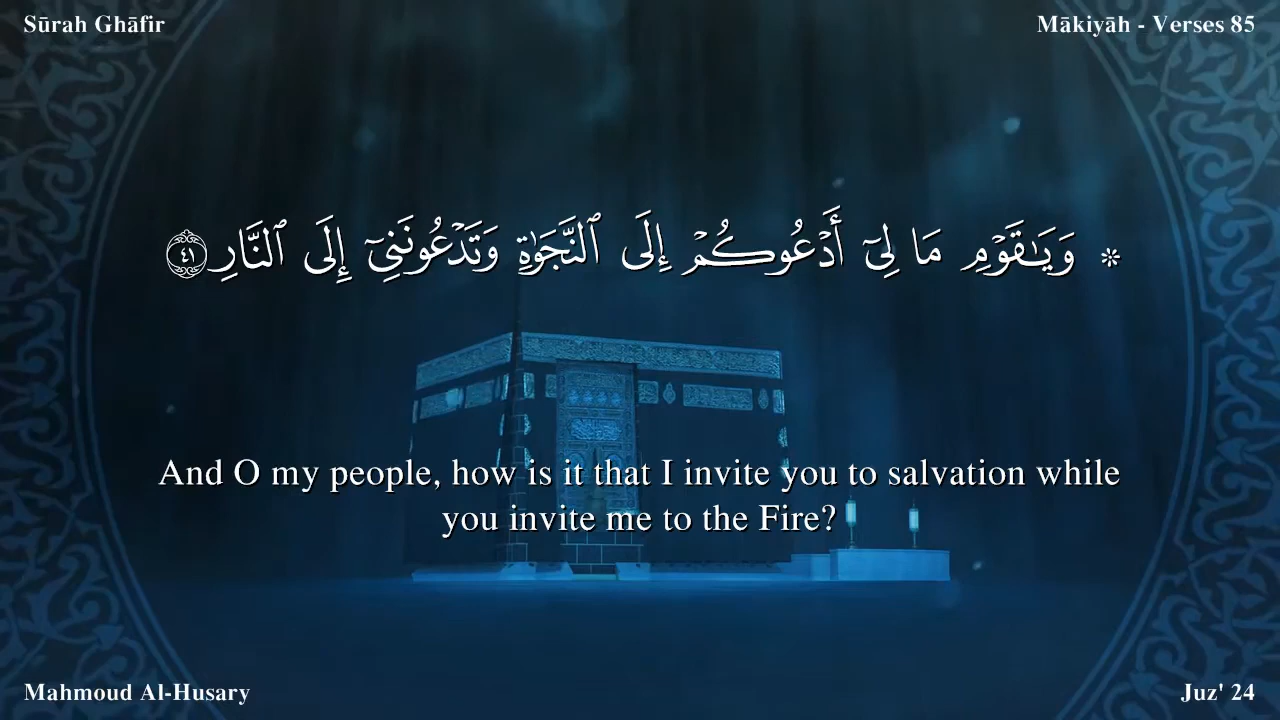 Sūrah Ghāfir
Mākiyāh - Verses 85
۞ وَيَـٰقَوْمِ مَا لِىٓ أَدْعُوكُمْ إِلَى ٱلنَّجَوٰةِ وَتَدْعُونَنِىٓ إِلَى ٱلنَّارِ ٤١
And O my people, how is it that I invite you to salvation while
you invite me to the Fire?
Mahmoud Al-Husary
Juz' 24